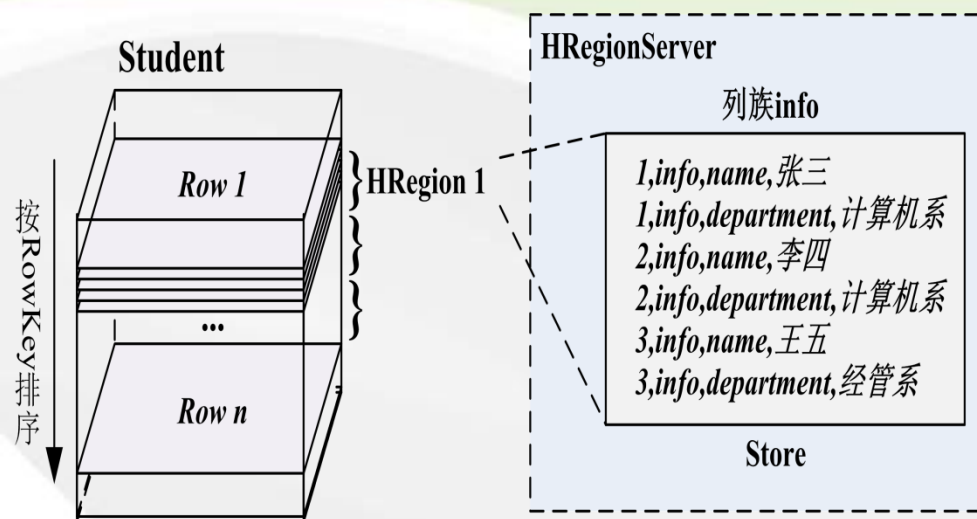 Student
按RowKey排序
Row 1
...
Row n
HRegion 1
HRegionServer
列族info
1,info,name,张三
1,info,department,计算机系
2,info,name,李四
2,info,department,计算机系
3,info,name,王五
3,info,department,经管系
Store